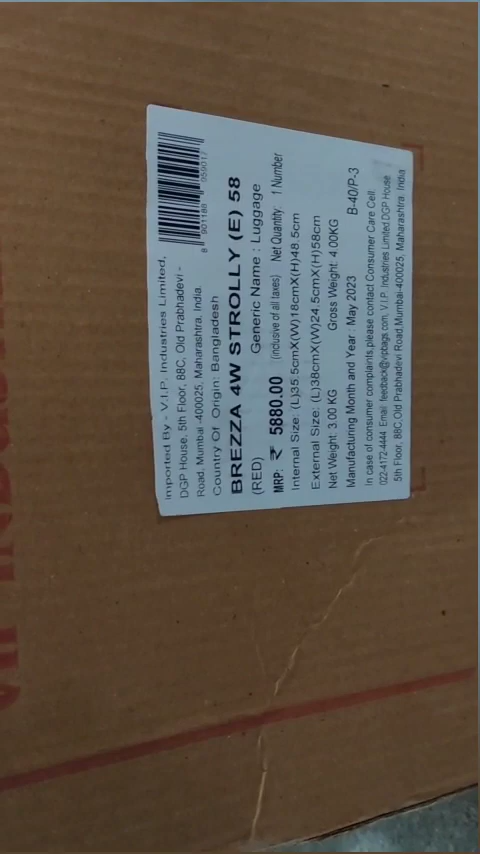 Imported By - V.I.P. Industries Limited,
DGP House, 5th Floor, 88C, Old Prabhadevi -
Road, Mumbai -400025, Maharashtra, India.
Country Of Origin: Bangladesh
BREZZA 4W STROLLY (E) 58
(RED) Generic Name : Luggage
MRP: ₹ 5880.00 (inclusive of all taxes) Net Quantity: 1 Number
Internal Size: (L)35.5cmX(W)18cmX(H)48.5cm
External Size: (L)38cmX(W)24.5cmX(H)58cm
Net Weight: 3.00 KG Gross Weight: 4.00KG
Manufacturing Month and Year : May 2023 B-40/P-3
In case of consumer complaints,please contact Consumer Care Cell
022-4172-4444 Email :feedback@vipbags.com, V.I.P. Industries Limited,DGP House
5th Floor, 88C,Old Prabhadevi Road,Mumbai-400025, Maharashtra. India